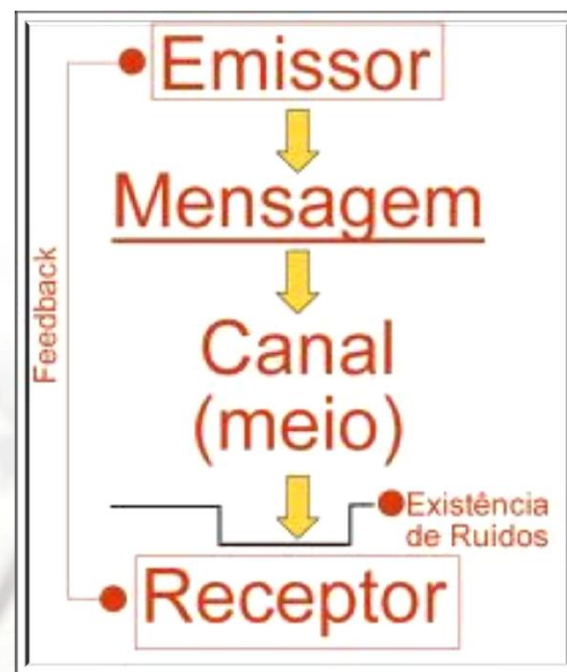 Emissor
Mensagem
Canal
(meio)
Feedback
Existência
de Ruidos
Receptor